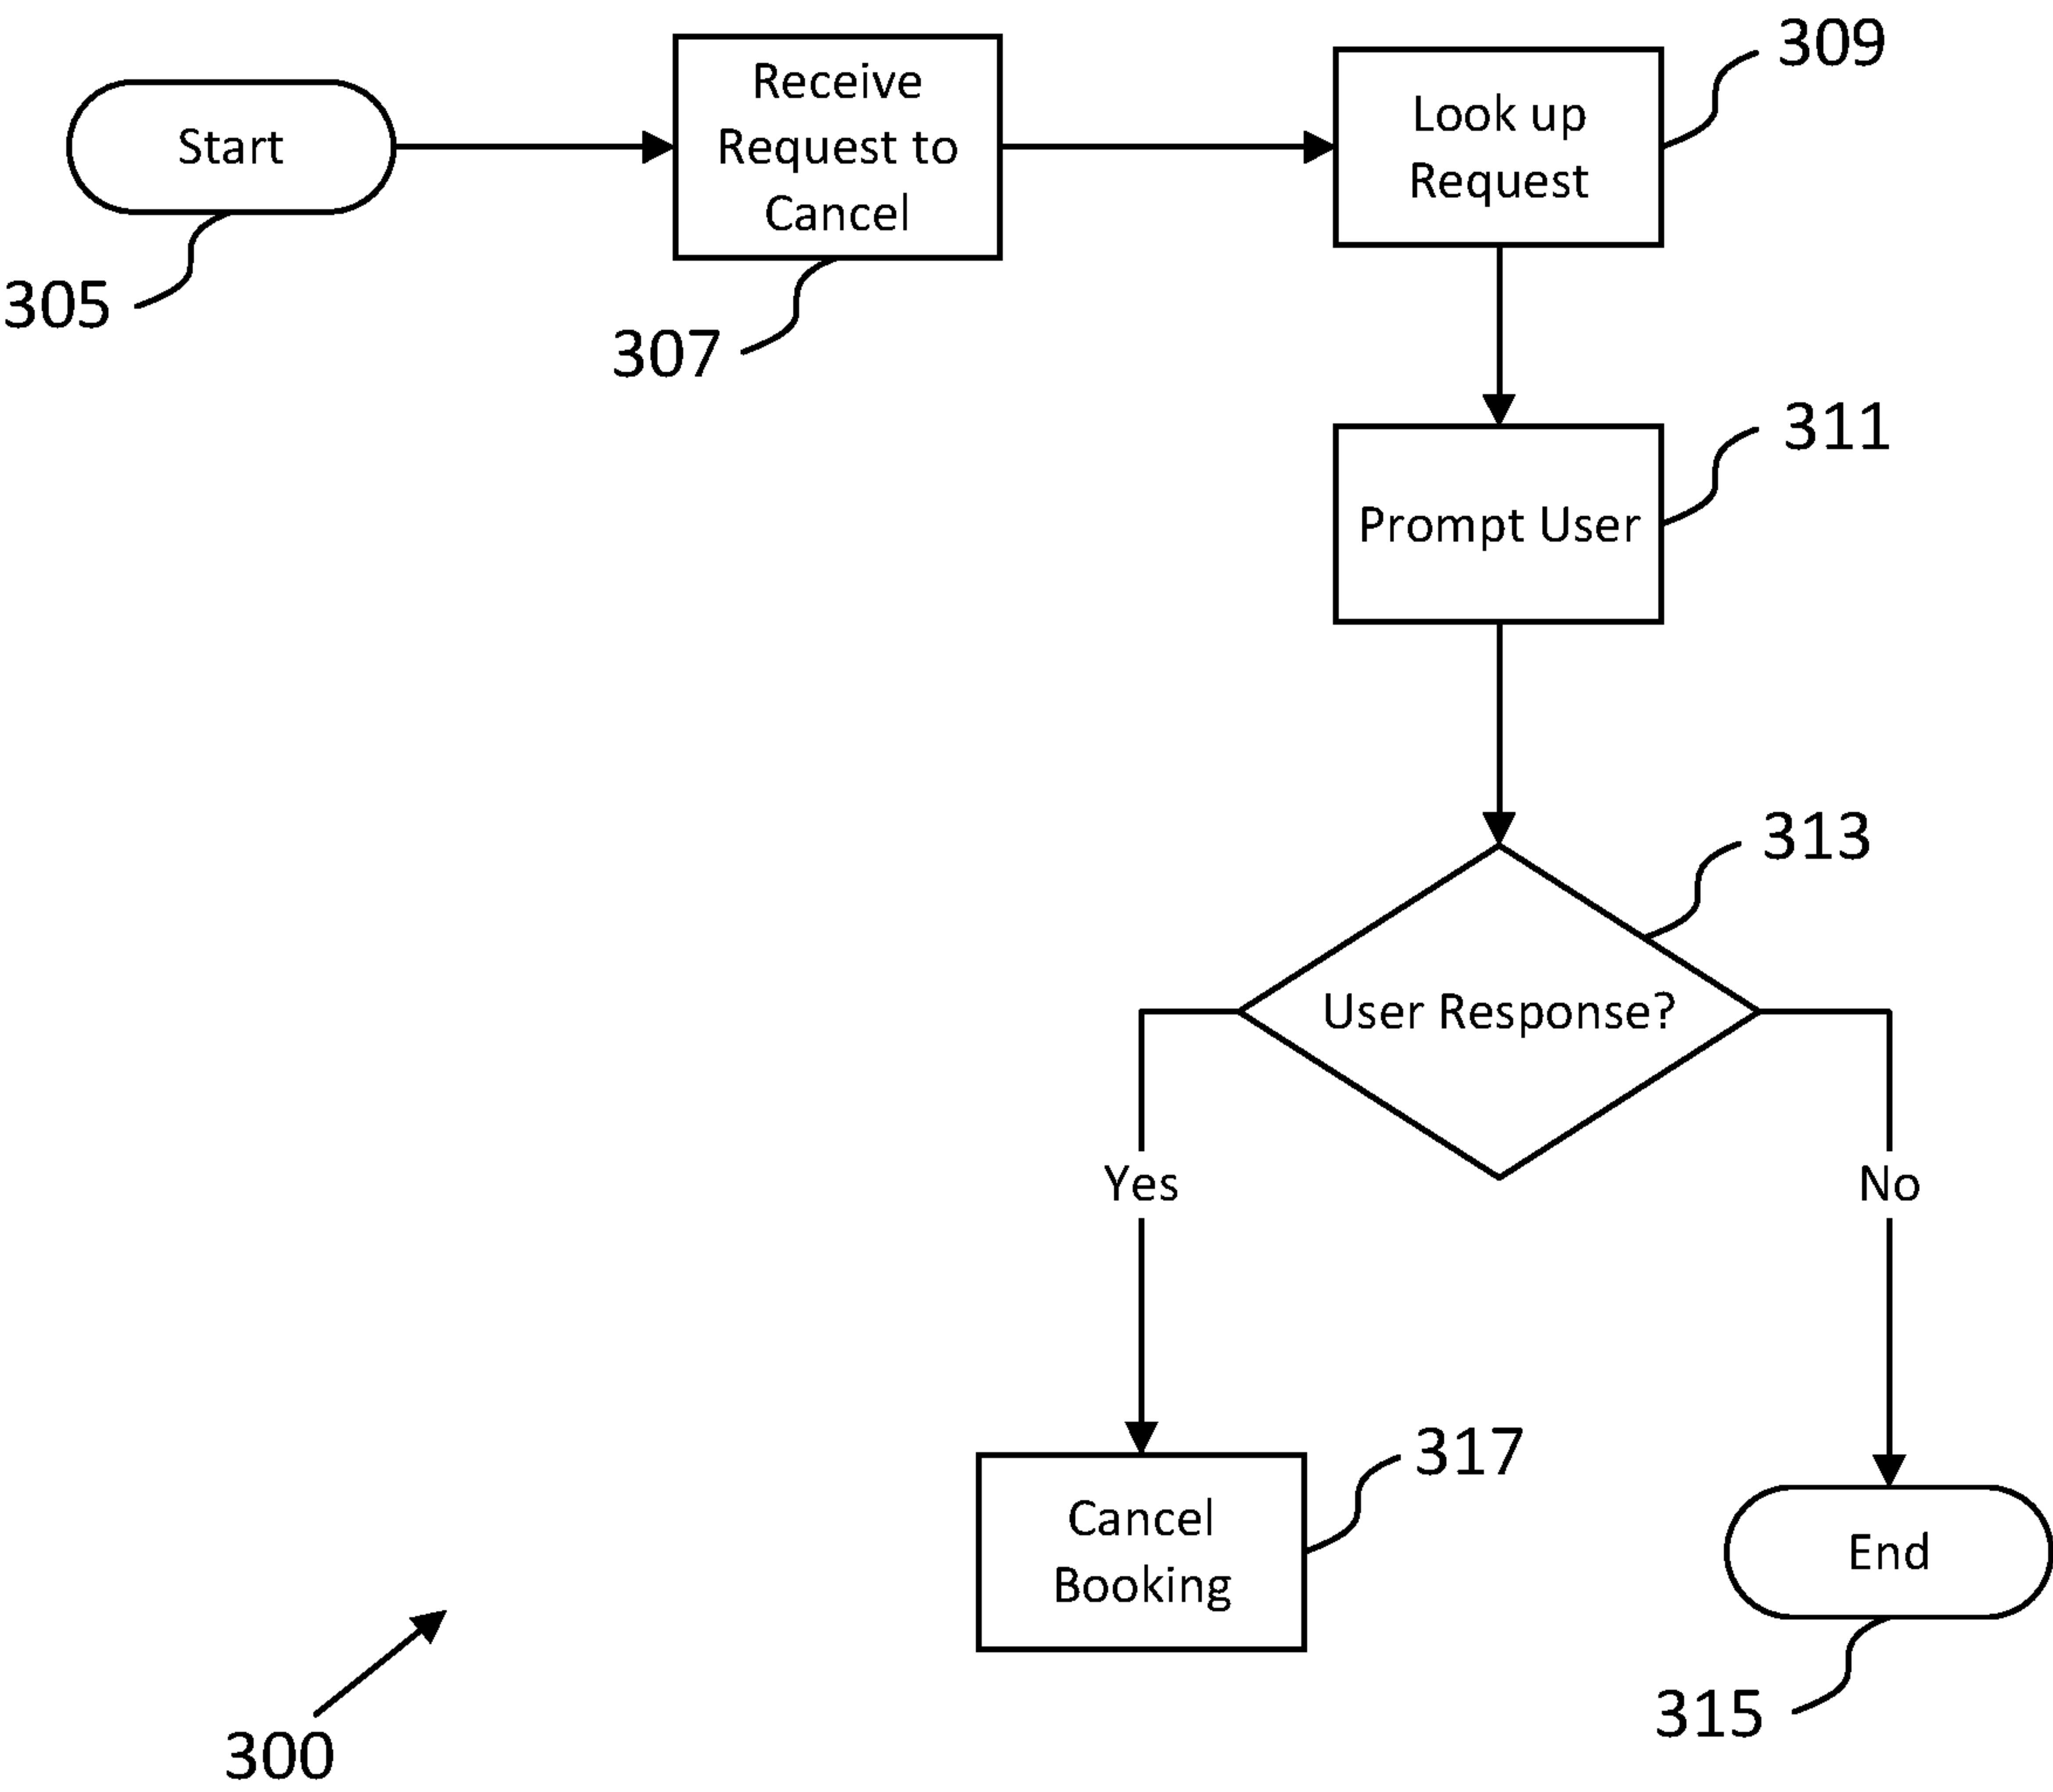 309
Receive
Request to
Cancel
Look up
Request
Start
305
307
311
Prompt User
313
User Response?
Yes
No
317
Cancel
Booking
End
315
300